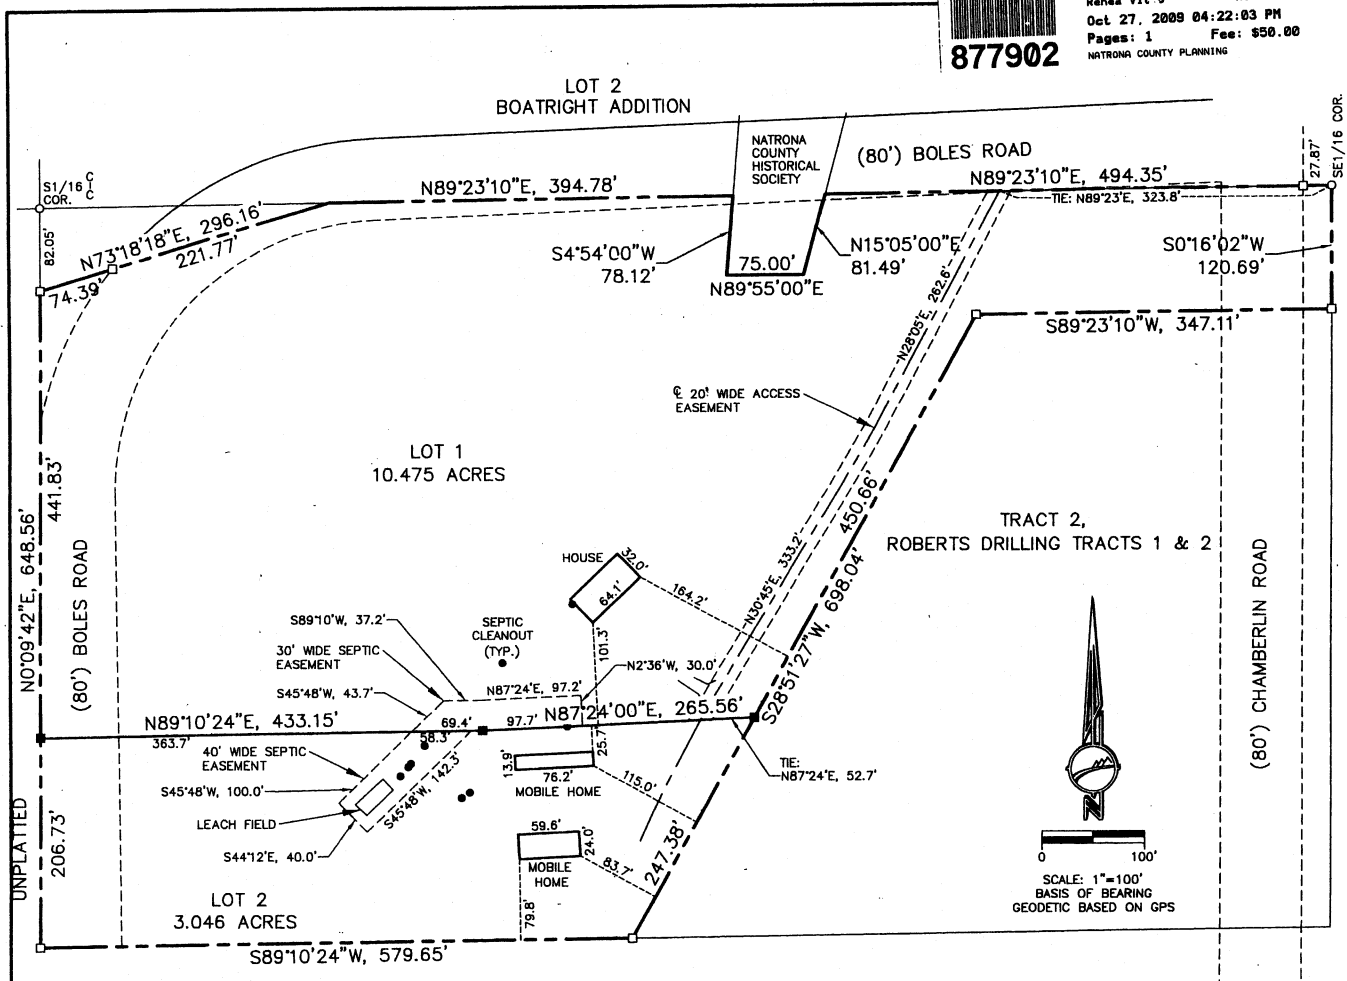 Oct 27, 2009 04:22:03 PM
Pages: 1 Fee: $50.00
877902
NATRONA COUNTY PLANNING
LOT 2
BOATRIGHT ADDITION
NATRONA
COUNTY
HISTORICAL
SOCIETY
(80') BOLES ROAD
27.87'
SE1/16 COR.
S1/16 C
COR. C
82.05'
N73°18'18"E, 296.16'
221.77'
74.39'
N89°23'10"E, 394.78'
N89°23'10"E, 494.35'
TIE: N89°23'E, 323.8'
S4°54'00"W
78.12'
75.00'
N89°55'00"E
N15°05'00"E
81.49'
S0°16'02"W
120.69'
S89°23'10"W, 347.11'
N28°05'E, 262.6'
℄ 20' WIDE ACCESS
EASEMENT
LOT 1
10.475 ACRES
441.83'
N0°09'42"E, 648.56'
(80') BOLES ROAD
450.66'
S28°51'27"W, 698.04'
N30°45'E, 333.2'
TRACT 2,
ROBERTS DRILLING TRACTS 1 & 2
(80') CHAMBERLIN ROAD
HOUSE
32.0'
64.1'
164.2'
101.3'
S89°10'W, 37.2'
30' WIDE SEPTIC
EASEMENT
S45°48'W, 43.7'
SEPTIC
CLEANOUT
(TYP.)
N2°36'W, 30.0'
N87°24'E, 97.2'
N89°10'24"E, 433.15'
363.7'
69.4'
58.3'
97.7'
N87°24'00"E, 265.56'
25.7'
40' WIDE SEPTIC
EASEMENT
S45°48'W, 100.0'
LEACH FIELD
S44°12'E, 40.0'
S45°48'W, 142.3'
13.9'
76.2'
MOBILE HOME
115.0'
TIE:
N87°24'E, 52.7'
59.6'
24.0'
MOBILE
HOME
83.7'
79.8'
247.38'
UNPLATTED
206.73'
LOT 2
3.046 ACRES
S89°10'24"W, 579.65'
N
0 100'
SCALE: 1"=100'
BASIS OF BEARING
GEODETIC BASED ON GPS